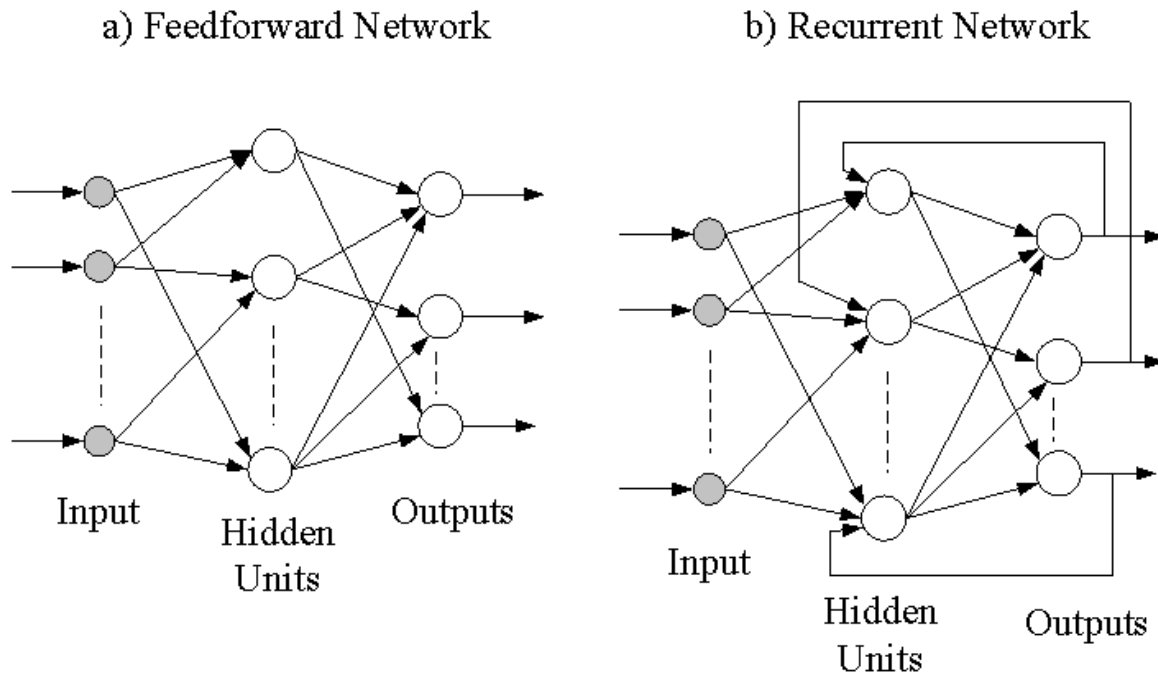 a) Feedforward Network
Input
Hidden
Units
Outputs
b) Recurrent Network
Input
Hidden
Units
Outputs